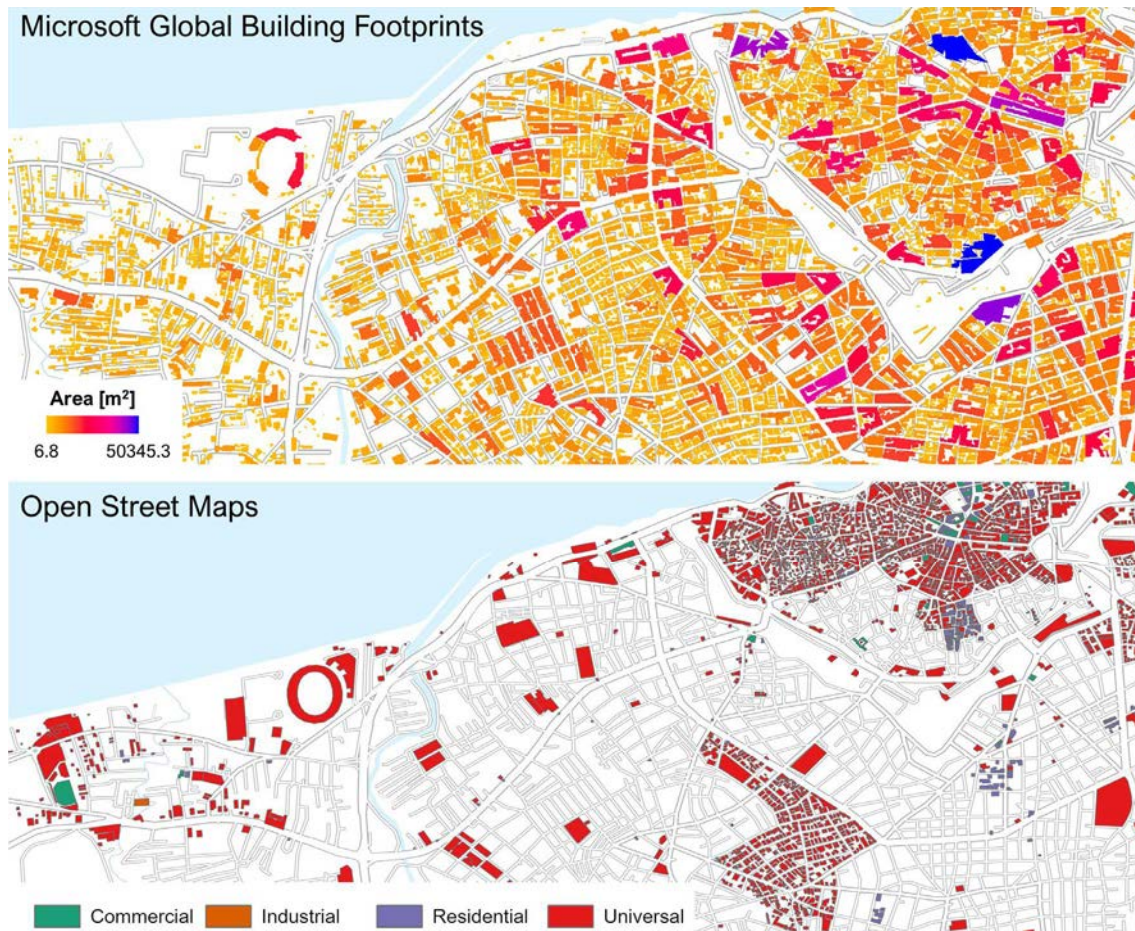 Microsoft Global Building Footprints
Area [m²]
6.8 50345.3
Open Street Maps
Commercial Industrial Residential Universal